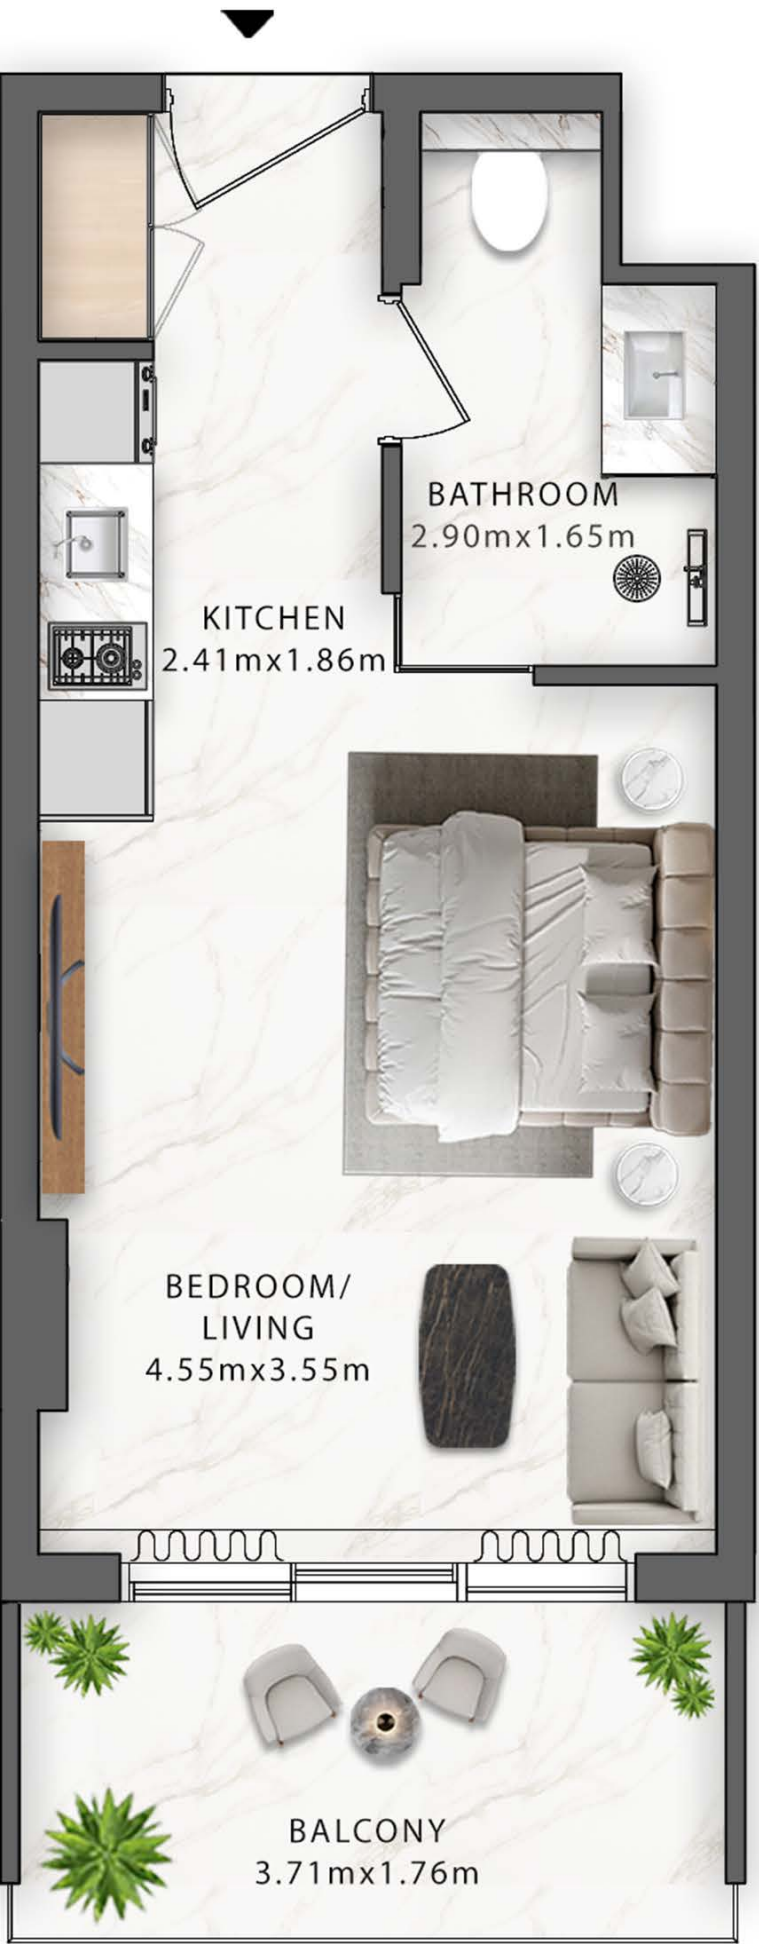 BATHROOM
2.90mx1.65m
KITCHEN
2.41mx1.86m
BEDROOM/
LIVING
4.55mx3.55m
BALCONY
3.71mx1.76m